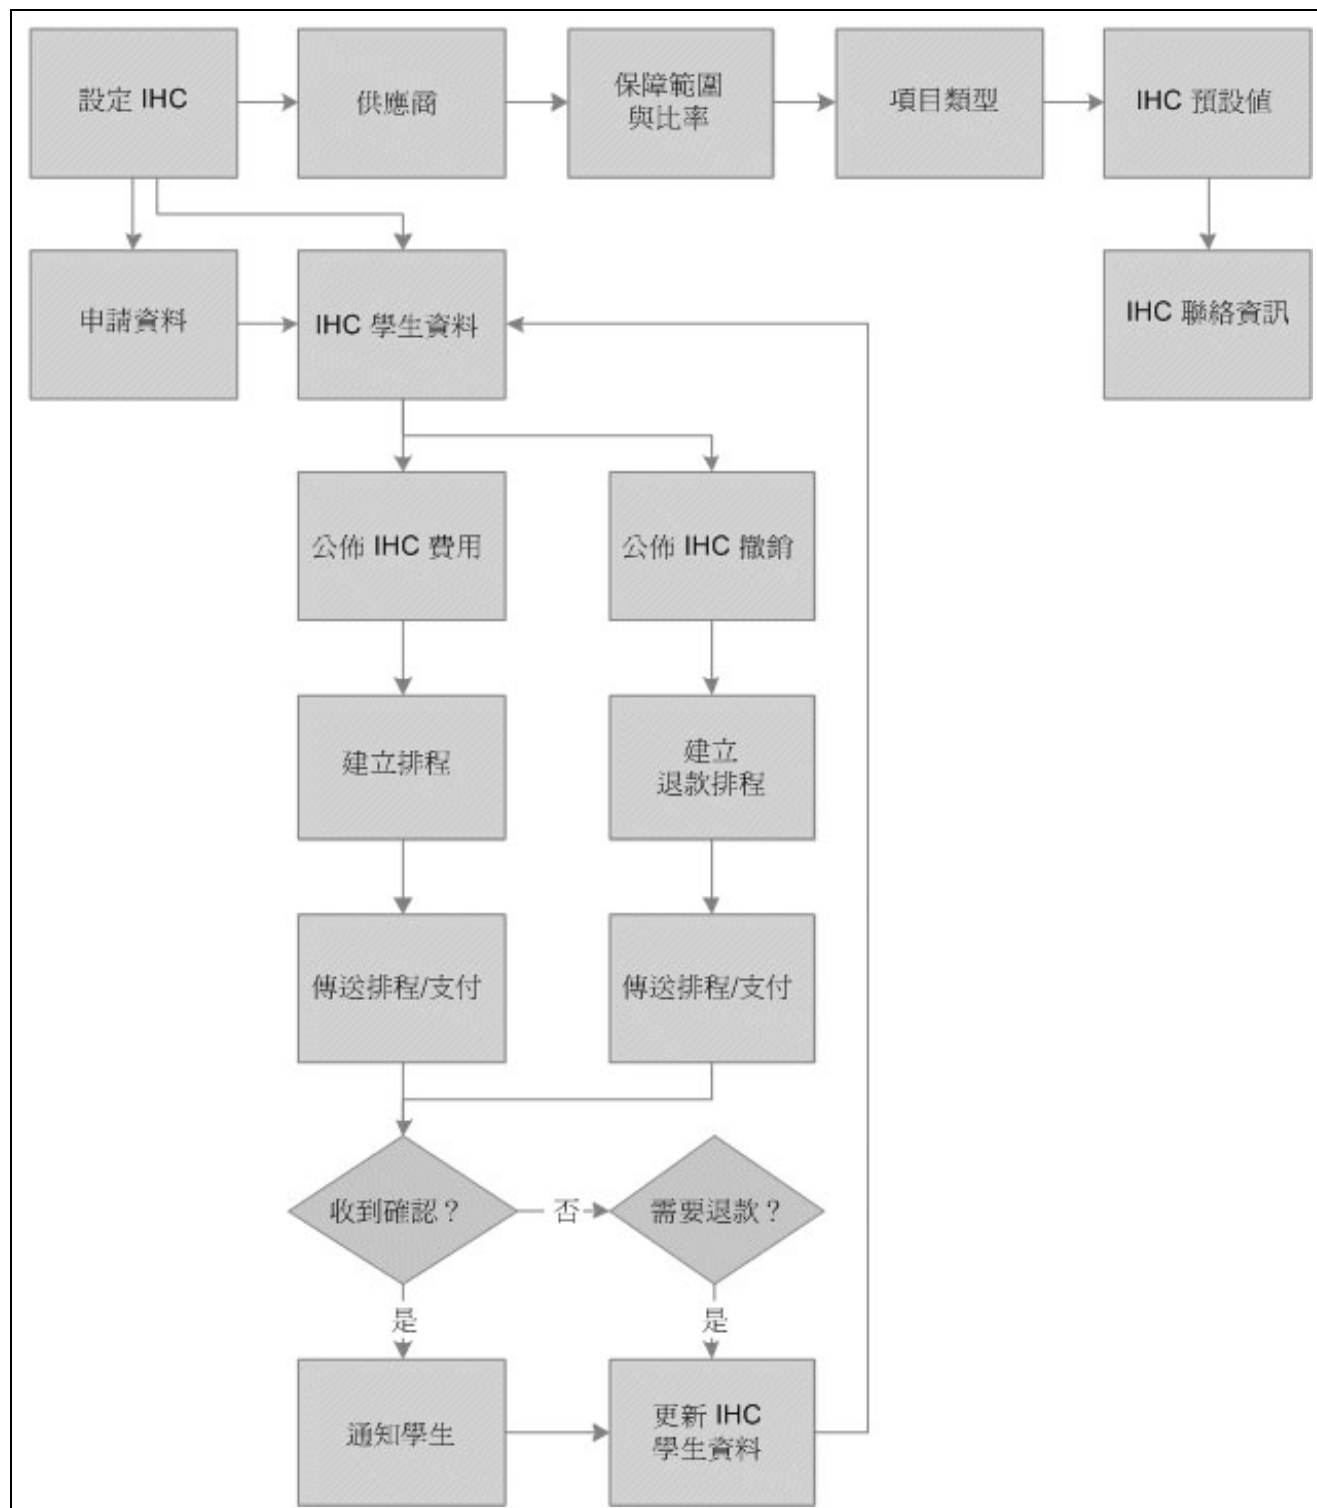 設定 IHC
供應商
保障範圍
與比率
項目類型
IHC 預設值
申請資料
IHC 學生資料
IHC 聯絡資訊
公佈 IHC 費用
公佈 IHC 撤銷
建立排程
建立
退款排程
傳送排程/支付
傳送排程/支付
收到確認？
否
需要退款？
是
是
通知學生
更新 IHC
學生資料